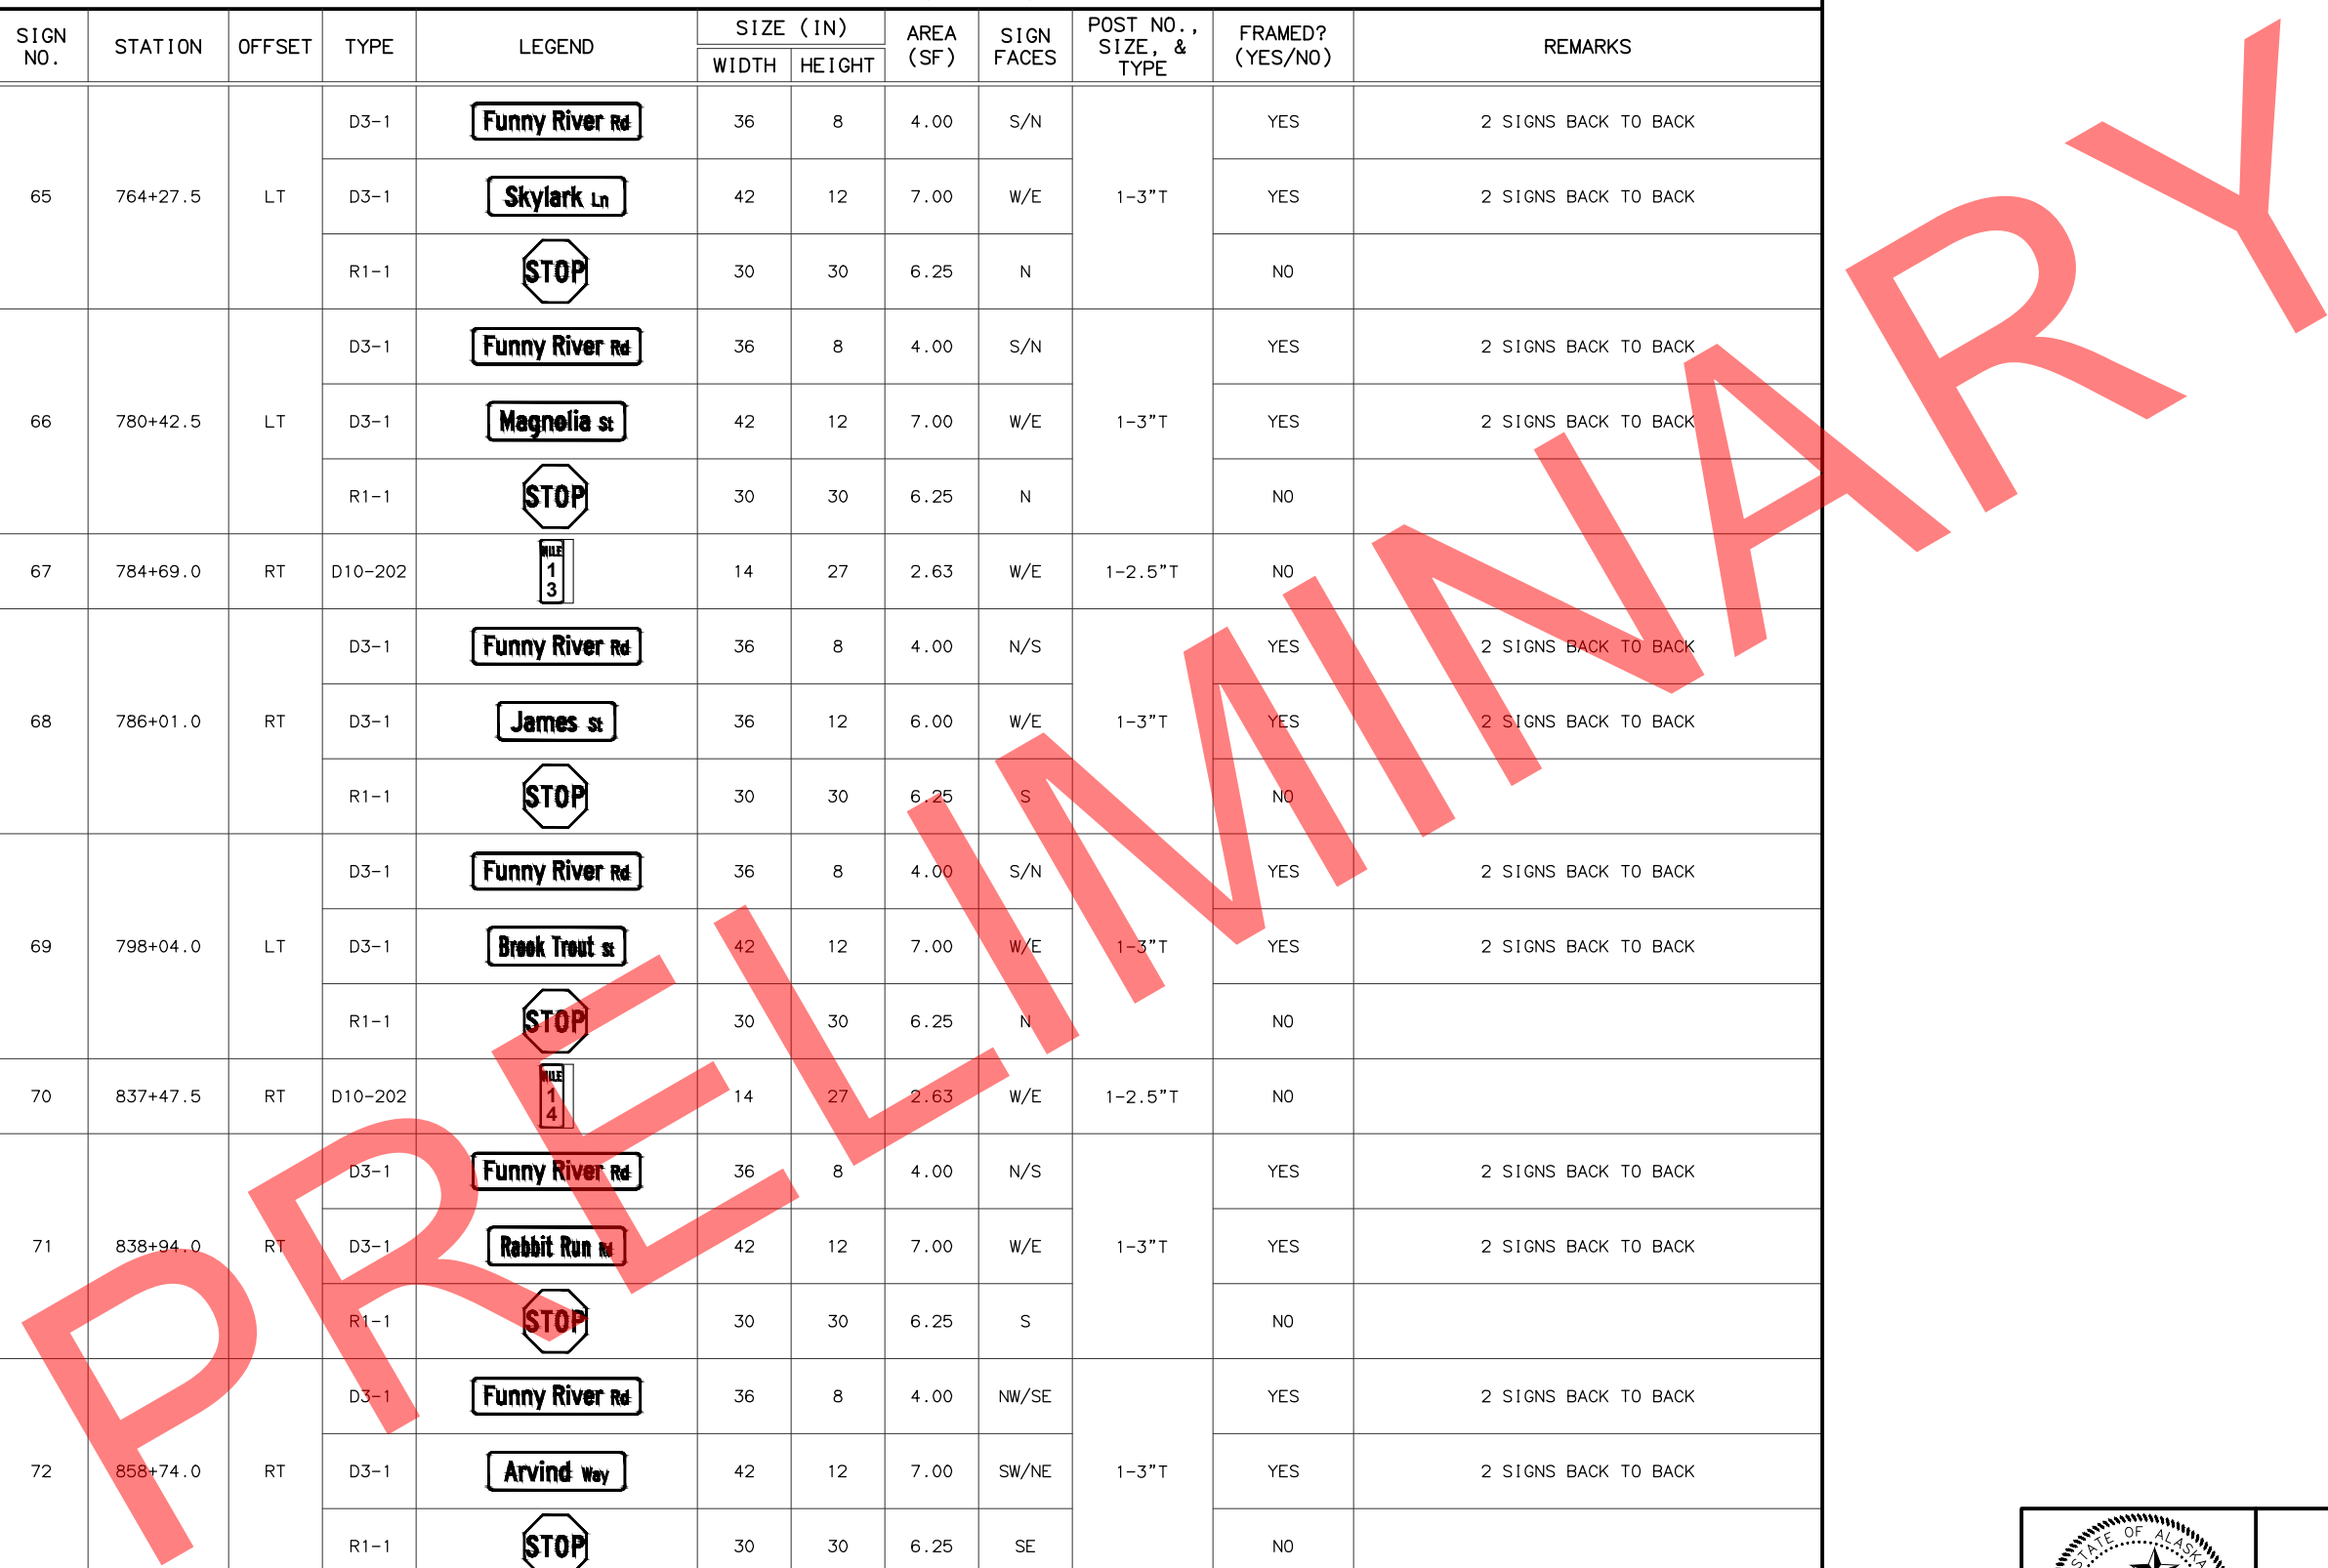 SIGN NO. STATION OFFSET TYPE LEGEND SIZE (IN) WIDTH HEIGHT AREA (SF) SIGN FACES POST NO., SIZE, & TYPE FRAMED? (YES/NO) REMARKS
D3-1 Funny River Rd 36 8 4.00 S/N YES 2 SIGNS BACK TO BACK
65 764+27.5 LT D3-1 Skylark Ln 42 12 7.00 W/E 1-3"T YES 2 SIGNS BACK TO BACK
R1-1 STOP 30 30 6.25 N NO
D3-1 Funny River Rd 36 8 4.00 S/N YES 2 SIGNS BACK TO BACK
66 780+42.5 LT D3-1 Magnolia St 42 12 7.00 W/E 1-3"T YES 2 SIGNS BACK TO BACK
R1-1 STOP 30 30 6.25 N NO
67 784+69.0 RT D10-202 MILE 1 3 14 27 2.63 W/E 1-2.5"T NO
D3-1 Funny River Rd 36 8 4.00 N/S YES 2 SIGNS BACK TO BACK
68 786+01.0 RT D3-1 James St 36 12 6.00 W/E 1-3"T YES 2 SIGNS BACK TO BACK
R1-1 STOP 30 30 6.25 S NO
D3-1 Funny River Rd 36 8 4.00 S/N YES 2 SIGNS BACK TO BACK
69 798+04.0 LT D3-1 Brook Trout St 42 12 7.00 W/E 1-3"T YES 2 SIGNS BACK TO BACK
R1-1 STOP 30 30 6.25 N NO
70 837+47.5 RT D10-202 MILE 1 4 14 27 2.63 W/E 1-2.5"T NO
D3-1 Funny River Rd 36 8 4.00 N/S YES 2 SIGNS BACK TO BACK
71 838+94.0 RT D3-1 Rabbit Run Rd 42 12 7.00 W/E 1-3"T YES 2 SIGNS BACK TO BACK
R1-1 STOP 30 30 6.25 S NO
D3-1 Funny River Rd 36 8 4.00 NW/SE YES 2 SIGNS BACK TO BACK
72 858+74.0 RT D3-1 Arvind Way 42 12 7.00 SW/NE 1-3"T YES 2 SIGNS BACK TO BACK
R1-1 STOP 30 30 6.25 SE NO
PRELIMINARY
STATE OF ALASKA